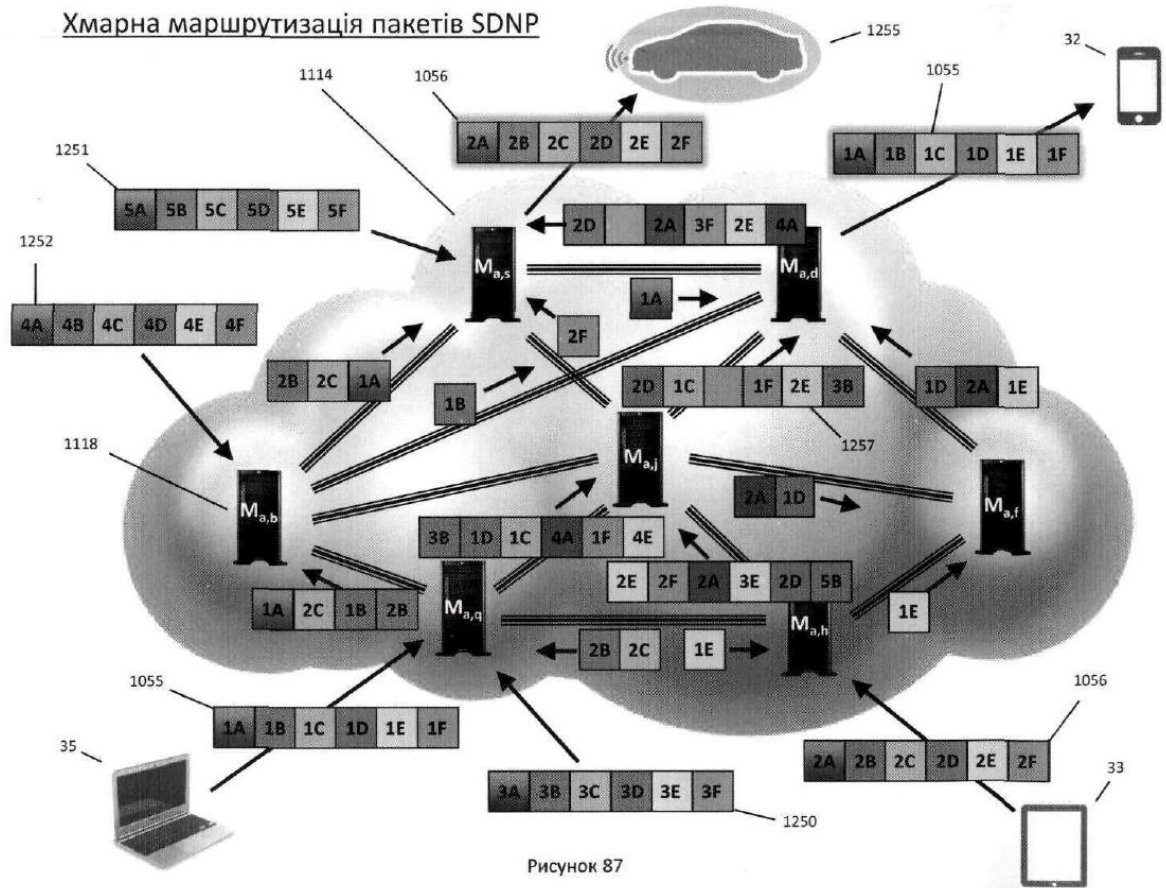 Хмарна маршрутизація пакетів SDNP
1255
32
1114
1056
1055
2A 2B 2C 2D 2E 2F
1A 1B 1C 1D 1E 1F
1251
5A 5B 5C 5D 5E 5F
1252
2D 2A 3F 2E 4A
Ma,s
Ma,d
1A
4A 4B 4C 4D 4E 4F
2F
2B 2C 1A
1B
2D 1C 1F 2E 3B
1D 2A 1E
1118
1257
Ma,j
Ma,b
2A 1D
Ma,f
3B 1D 1C 4A 1F 4E
2E 2F 2A 3E 2D 5B
1A 2C 1B 2B
Ma,q
Ma,h
1E
2B 2C
1E
1055
1056
1A 1B 1C 1D 1E 1F
35
2A 2B 2C 2D 2E 2F
33
3A 3B 3C 3D 3E 3F
1250
Рисунок 87